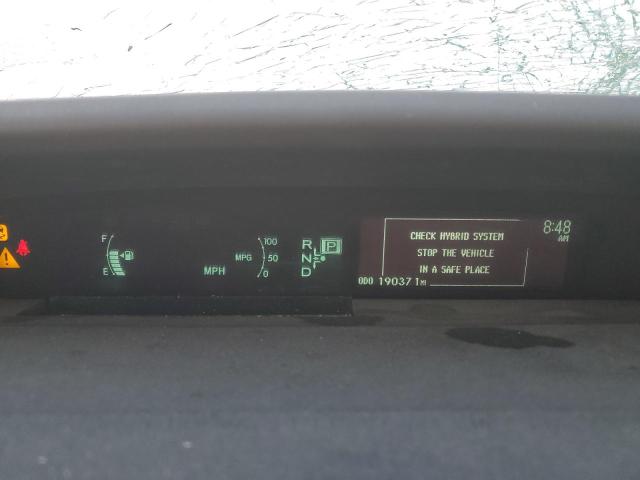 F
E
MPH
MPG
100
50
0
R
N
D
P
CHECK HYBRID SYSTEM
STOP THE VEHICLE
IN A SAFE PLACE
8:48
AM
ODO 190371 MI